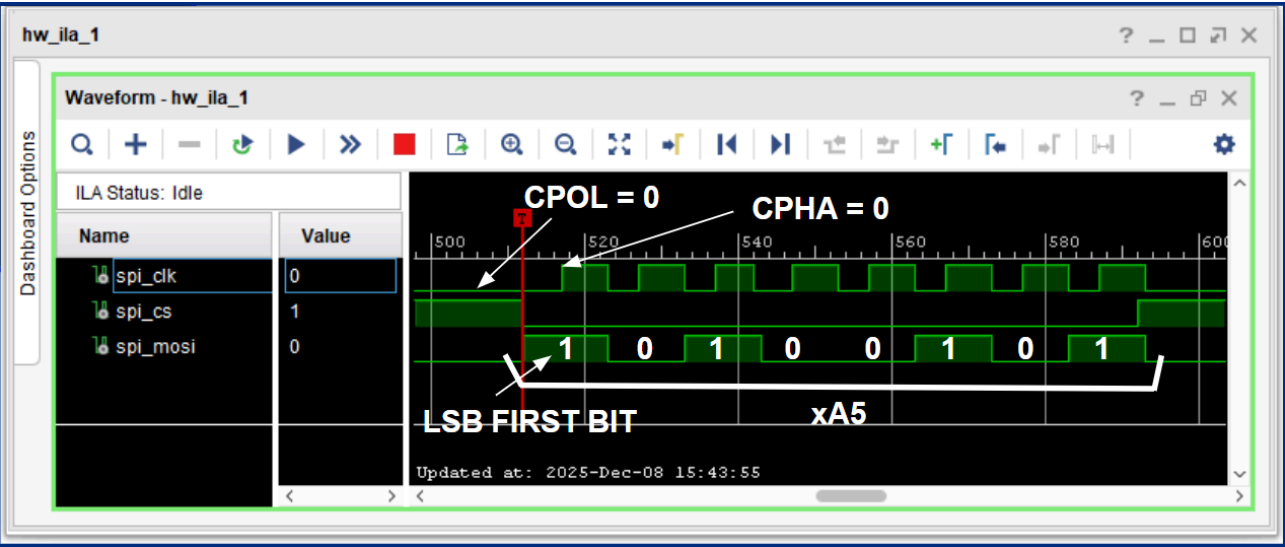 hw_ila_1
Dashboard Options
Waveform - hw_ila_1
ILA Status: Idle
Name Value
spi_clk 0
spi_cs 1
spi_mosi 0
CPOL = 0
CPHA = 0
T
500 520 540 560 580 600
1 0 1 0 0 1 0 1
LSB FIRST BIT
xA5
Updated at: 2025-Dec-08 15:43:55